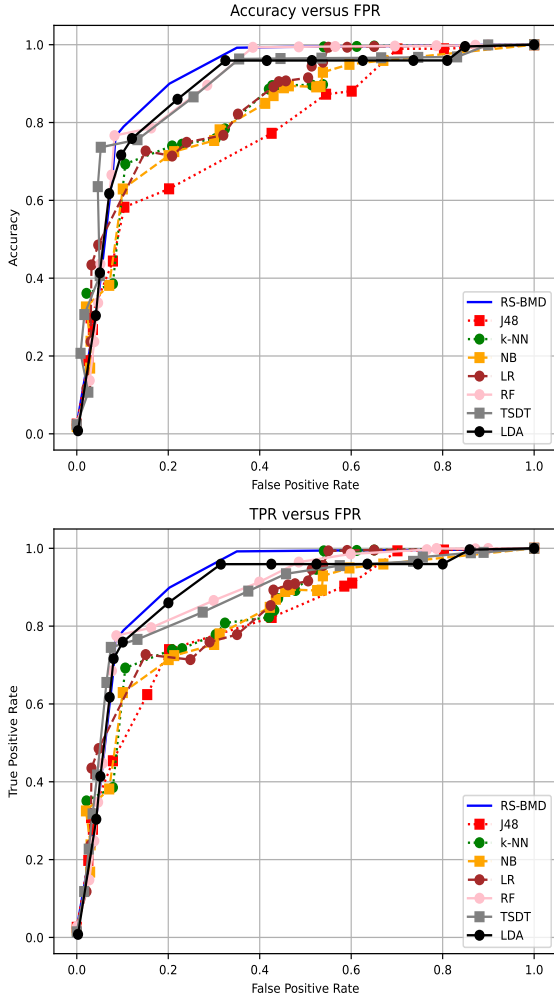 Accuracy versus FPR
1.0
0.8
0.6
0.4
0.2
0.0
Accuracy
0.0 0.2 0.4 0.6 0.8 1.0
False Positive Rate
RS-BMD
J48
k-NN
NB
LR
RF
TSDT
LDA
TPR versus FPR
1.0
0.8
0.6
0.4
0.2
0.0
True Positive Rate
0.0 0.2 0.4 0.6 0.8 1.0
False Positive Rate
RS-BMD
J48
k-NN
NB
LR
RF
TSDT
LDA